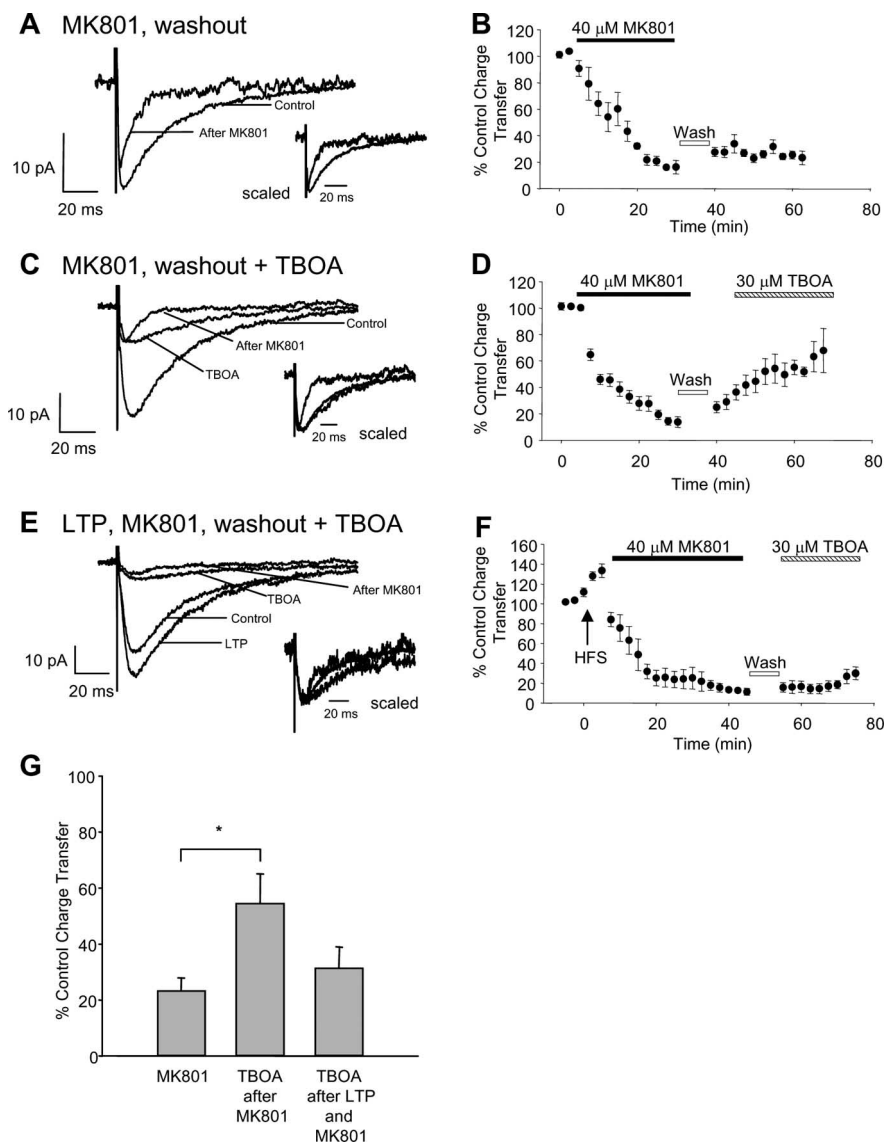 A MK801, washout
Control
After MK801
10 pA
20 ms
20 ms
scaled
B
40 μM MK801
120
100
80
60
40
20
0
% Control Charge
Transfer
Wash
0 20 40 60 80
Time (min)
C MK801, washout + TBOA
Control
After MK801
TBOA
10 pA
20 ms
20 ms
scaled
D
40 μM MK801
30 μM TBOA
120
100
80
60
40
20
0
% Control Charge
Transfer
Wash
0 20 40 60 80
Time (min)
E LTP, MK801, washout + TBOA
After MK801
TBOA
Control
LTP
10 pA
20 ms
20 ms
scaled
F
40 μM MK801
30 μM TBOA
160
140
120
100
80
60
40
20
0
% Control Charge
Transfer
HFS
Wash
0 20 40 60 80
Time (min)
G
100
80
60
40
20
0
% Control Charge Transfer
*
MK801
TBOA
after
MK801
TBOA
after LTP
and
MK801